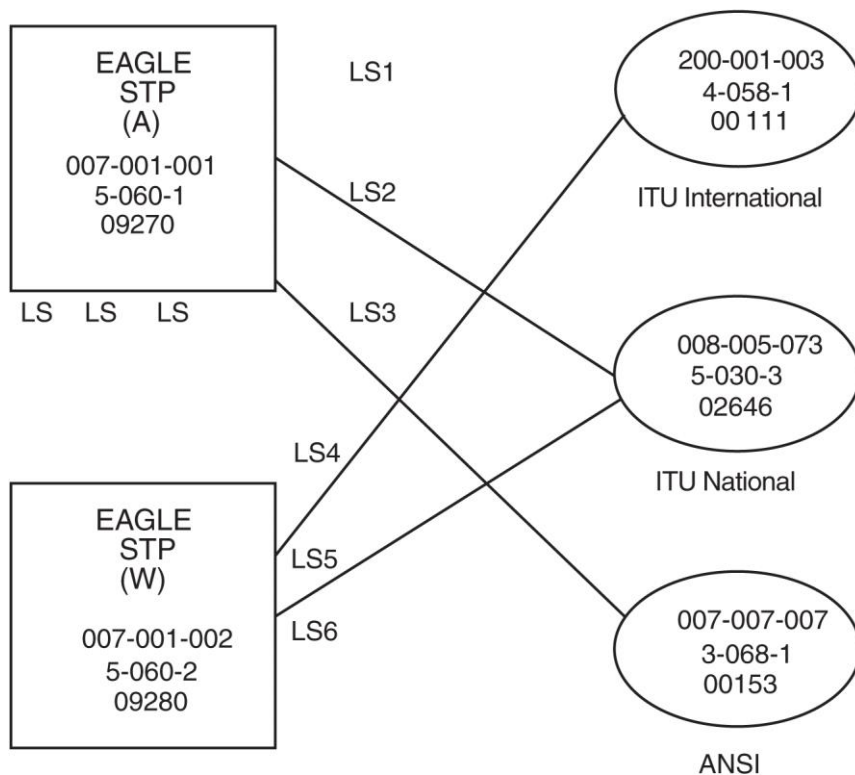 EAGLE
STP
(A)
007-001-001
5-060-1
09270
LS LS LS
LS1
LS2
LS3
LS4
LS5
LS6
EAGLE
STP
(W)
007-001-002
5-060-2
09280
200-001-003
4-058-1
00 111
ITU International
008-005-073
5-030-3
02646
ITU National
007-007-007
3-068-1
00153
ANSI